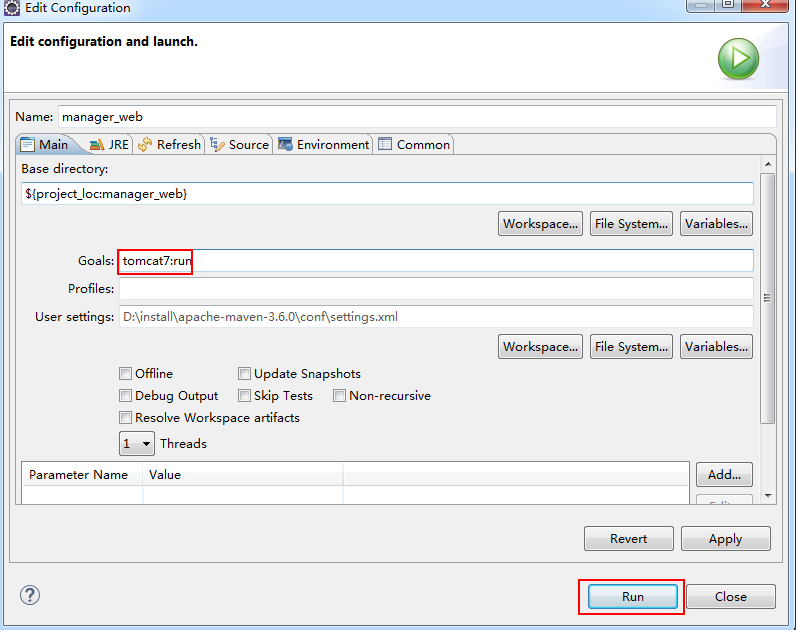 Edit Configuration
Edit configuration and launch.
Name: manager_web
Main JRE Refresh Source Environment Common
Base directory:
${project_loc:manager_web}
Workspace... File System... Variables...
Goals: tomcat7:run
Profiles:
User settings: D:\install\apache-maven-3.6.0\conf\settings.xml
Workspace... File System... Variables...
Offline Update Snapshots
Debug Output Skip Tests Non-recursive
Resolve Workspace artifacts
1 Threads
Parameter Name Value Add...
Revert Apply
? Run Close